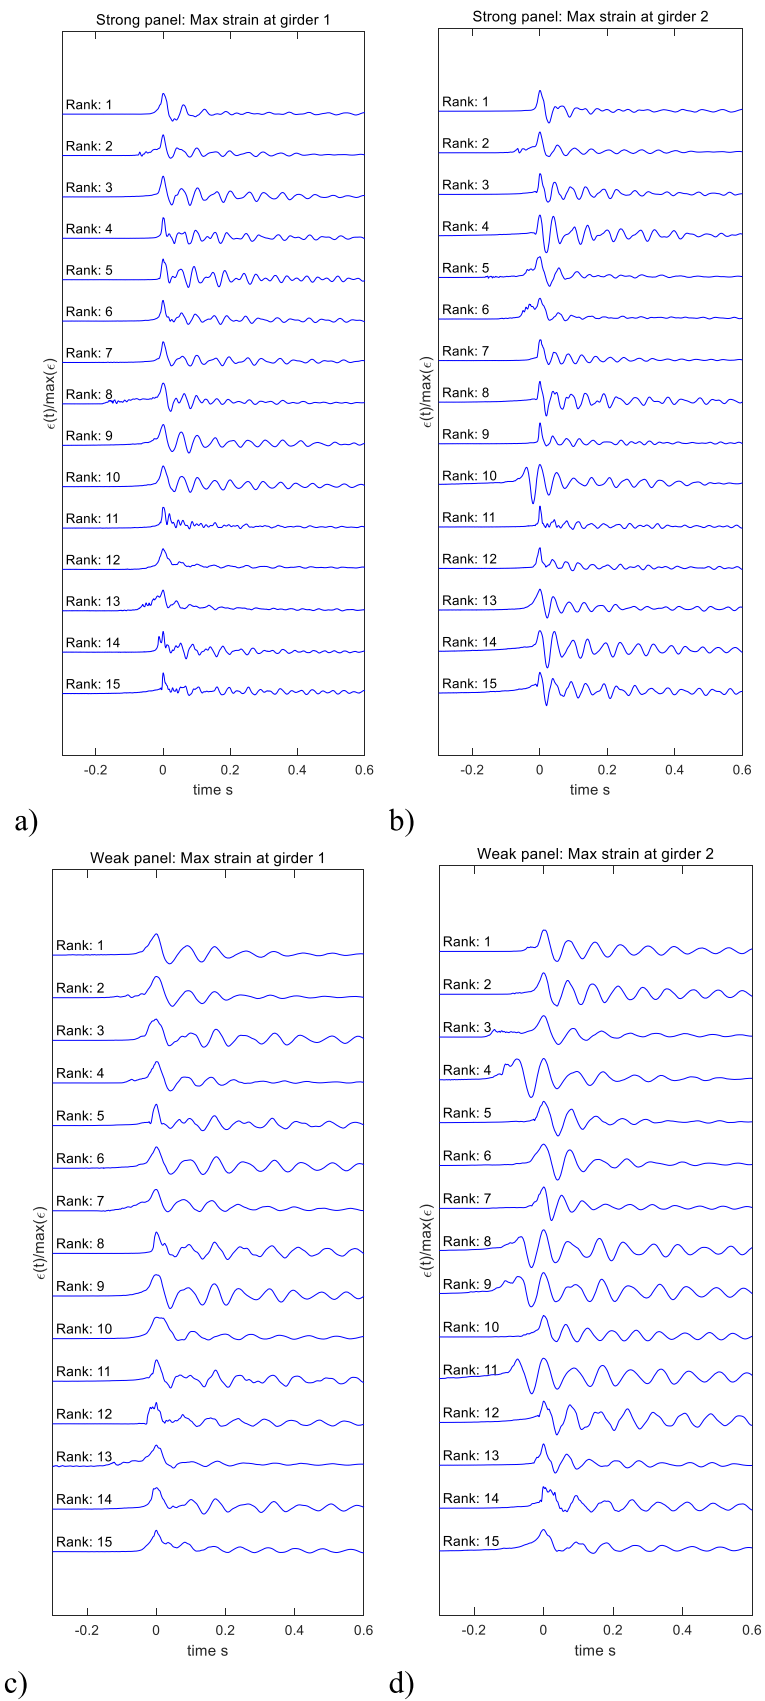 Strong panel: Max strain at girder 1
Rank: 1
Rank: 2
Rank: 3
Rank: 4
Rank: 5
Rank: 6
Rank: 7
Rank: 8
Rank: 9
Rank: 10
Rank: 11
Rank: 12
Rank: 13
Rank: 14
Rank: 15
ϵ(t)/max(ϵ)
-0.2 0 0.2 0.4 0.6
time s
a)
Strong panel: Max strain at girder 2
Rank: 1
Rank: 2
Rank: 3
Rank: 4
Rank: 5
Rank: 6
Rank: 7
Rank: 8
Rank: 9
Rank: 10
Rank: 11
Rank: 12
Rank: 13
Rank: 14
Rank: 15
ϵ(t)/max(ϵ)
-0.2 0 0.2 0.4 0.6
time s
b)
Weak panel: Max strain at girder 1
Rank: 1
Rank: 2
Rank: 3
Rank: 4
Rank: 5
Rank: 6
Rank: 7
Rank: 8
Rank: 9
Rank: 10
Rank: 11
Rank: 12
Rank: 13
Rank: 14
Rank: 15
ϵ(t)/max(ϵ)
-0.2 0 0.2 0.4 0.6
time s
c)
Weak panel: Max strain at girder 2
Rank: 1
Rank: 2
Rank: 3
Rank: 4
Rank: 5
Rank: 6
Rank: 7
Rank: 8
Rank: 9
Rank: 10
Rank: 11
Rank: 12
Rank: 13
Rank: 14
Rank: 15
ϵ(t)/max(ϵ)
-0.2 0 0.2 0.4 0.6
time s
d)